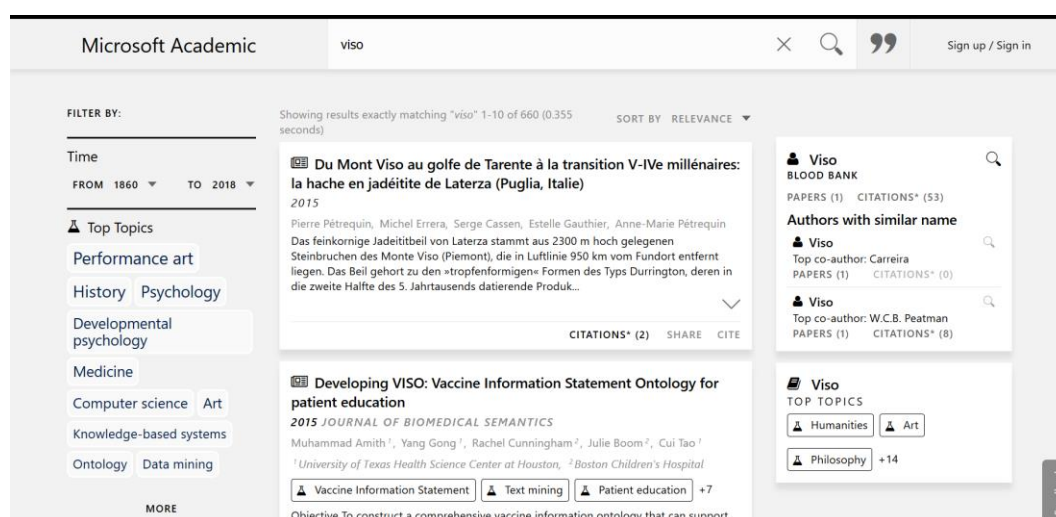 Microsoft Academic
viso
Sign up / Sign in
FILTER BY:
Time
FROM 1860 TO 2018
Top Topics
Performance art
History Psychology
Developmental
psychology
Medicine
Computer science Art
Knowledge-based systems
Ontology Data mining
MORE
Showing results exactly matching "viso" 1-10 of 660 (0.355
seconds)
SORT BY RELEVANCE
Du Mont Viso au golfe de Tarente à la transition V-IVe millénaires:
la hache en jadéitite de Laterza (Puglia, Italie)
2015
Pierre Pétrequin, Michel Errera, Serge Cassen, Estelle Gauthier, Anne-Marie Pétrequin
Das feinkornige Jadeititbeil von Laterza stammt aus 2300 m hoch gelegenen
Steinbruchen des Monte Viso (Piemont), die in Luftlinie 950 km vom Fundort entfernt
liegen. Das Beil gehort zu den »tropfenformigen« Formen des Typs Durrington, deren in
die zweite Halfte des 5. Jahrtausends datierende Produk...
CITATIONS* (2) SHARE CITE
Developing VISO: Vaccine Information Statement Ontology for
patient education
2015 JOURNAL OF BIOMEDICAL SEMANTICS
Muhammad Amith ¹, Yang Gong ¹, Rachel Cunningham ², Julie Boom ², Cui Tao ¹
¹ University of Texas Health Science Center at Houston, ² Boston Children's Hospital
Vaccine Information Statement Text mining Patient education +7
Objective To construct a comprehensive vaccine information ontology that can support
Viso
BLOOD BANK
PAPERS (1) CITATIONS* (53)
Authors with similar name
Viso
Top co-author: Carreira
PAPERS (1) CITATIONS* (0)
Viso
Top co-author: W.C.B. Peatman
PAPERS (1) CITATIONS* (8)
Viso
TOP TOPICS
Humanities Art
Philosophy +14